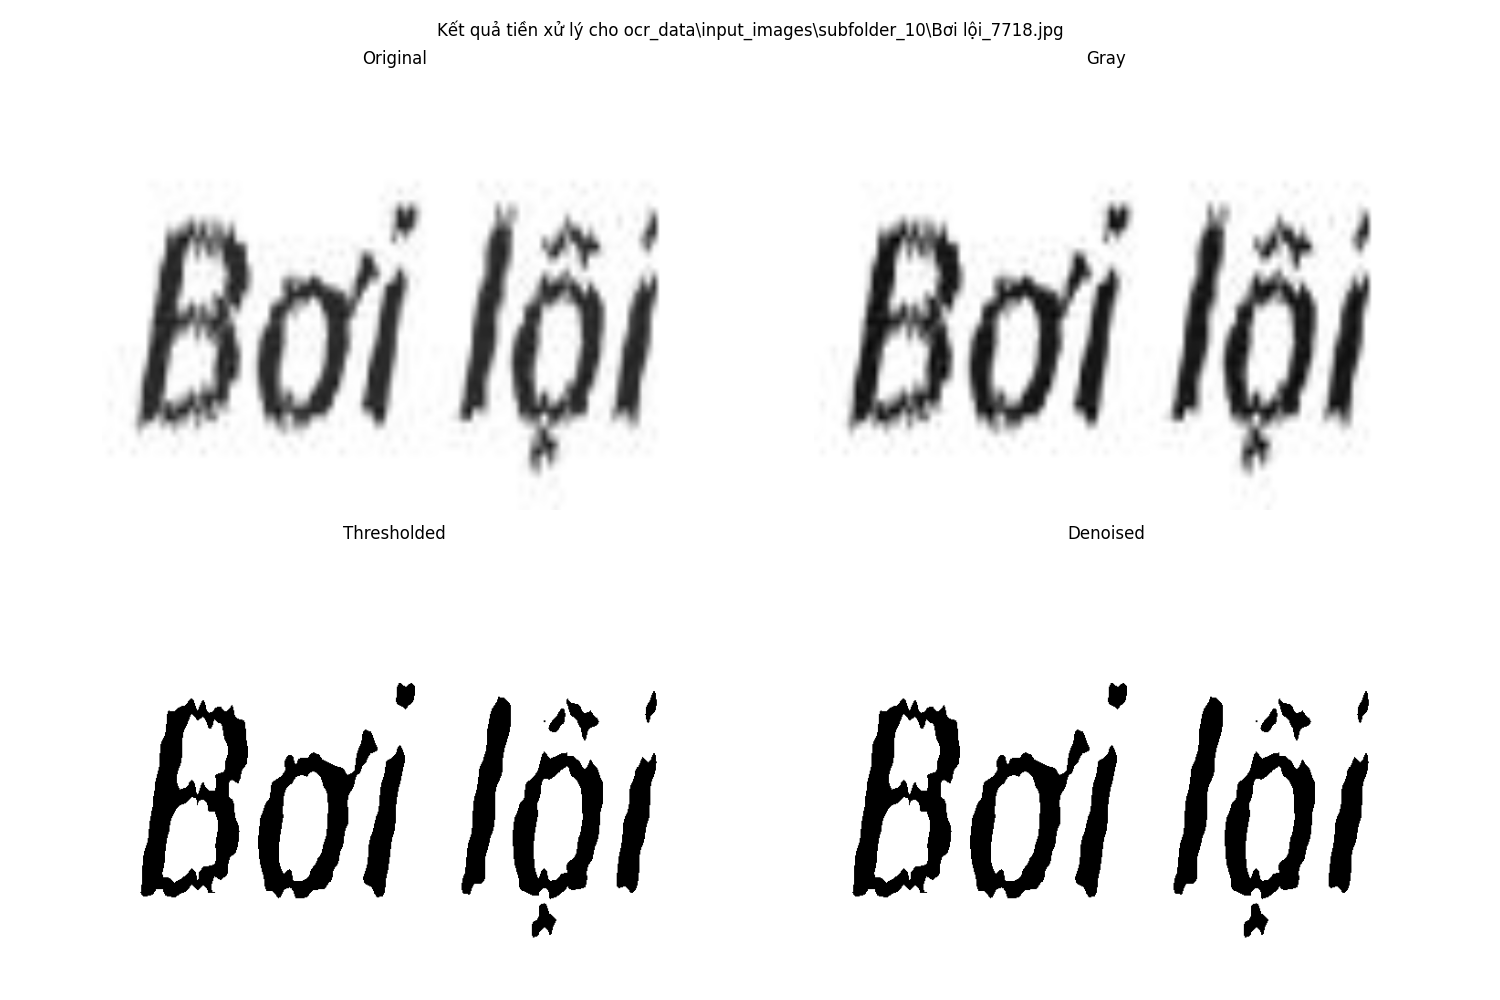 Kết quả tiền xử lý cho ocr_data\input_images\subfolder_10\Bơi lội_7718.jpg
Original
Gray
Bơi lội
Bơi lội
Thresholded
Denoised
Bơi lội
Bơi lội